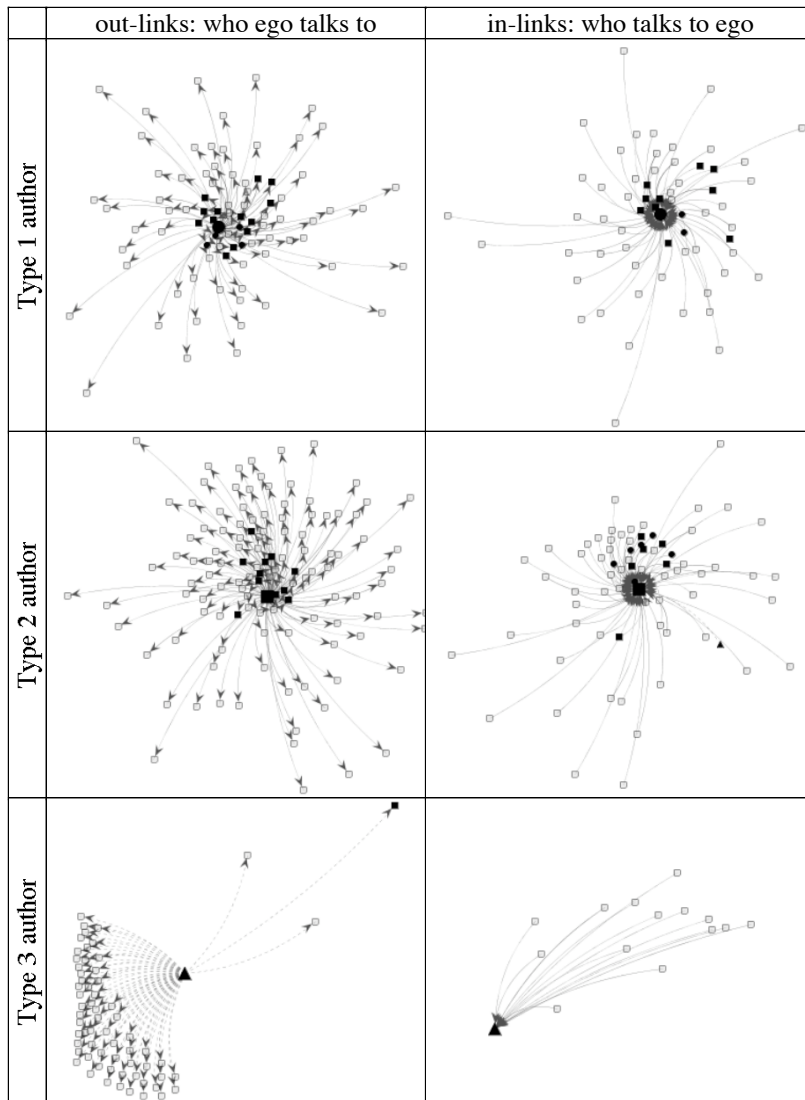 out-links: who ego talks to
in-links: who talks to ego
Type 1 author
Type 2 author
Type 3 author